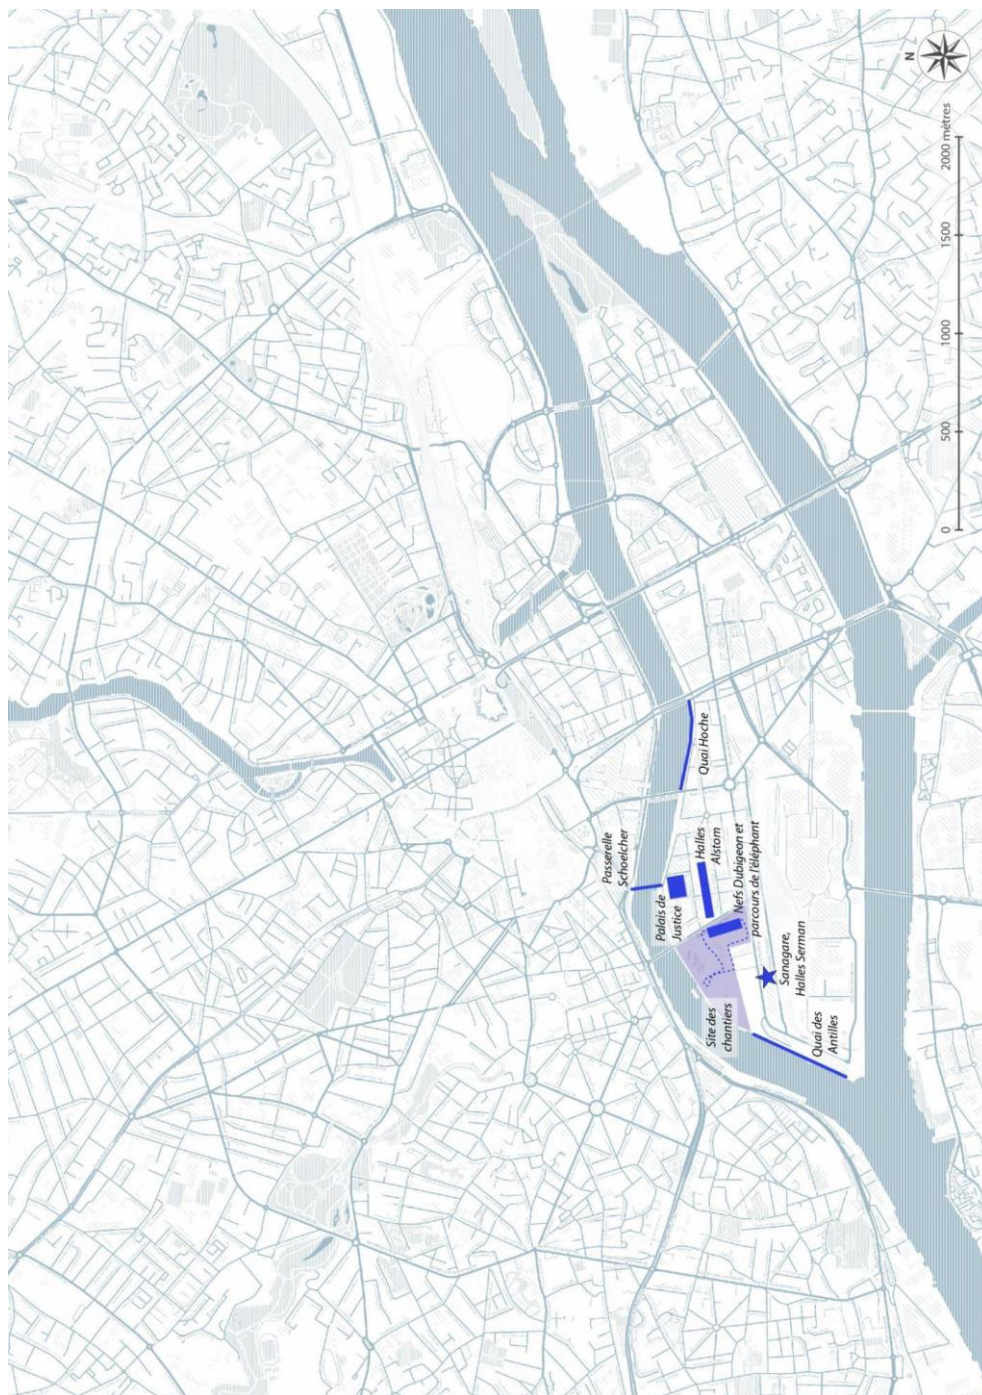 Passerelle
Schoelcher
Palais de
Justice
Halles
Alstom
Quai Hoche
Site des
chantiers
Nefs Dubigeon et
parcours de l'éléphant
Sanagare,
Halles Serman
Quai des
Antilles
N
0 500 1000 1500 2000 mètres